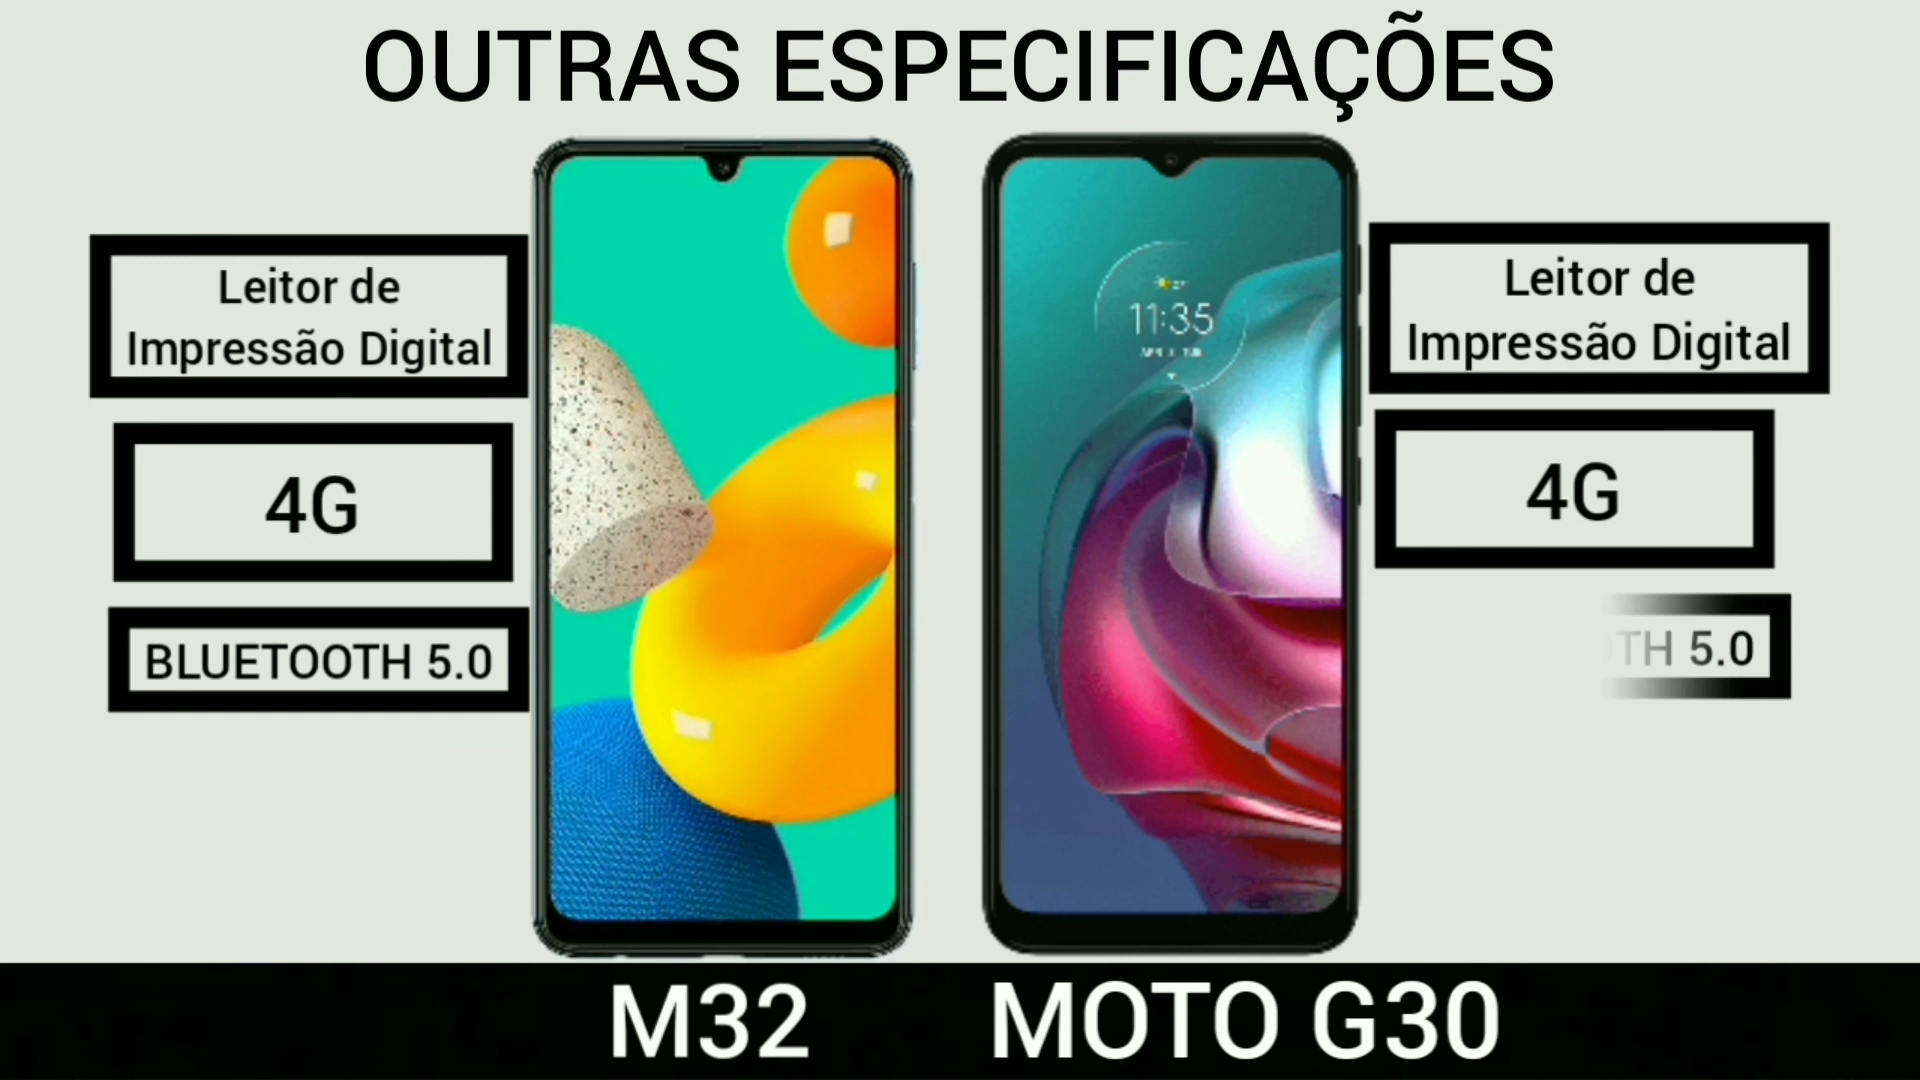 OUTRAS ESPECIFICAÇÕES
Leitor de
Impressão Digital
4G
BLUETOOTH 5.0
11:35
Leitor de
Impressão Digital
4G
TH 5.0
M32
MOTO G30